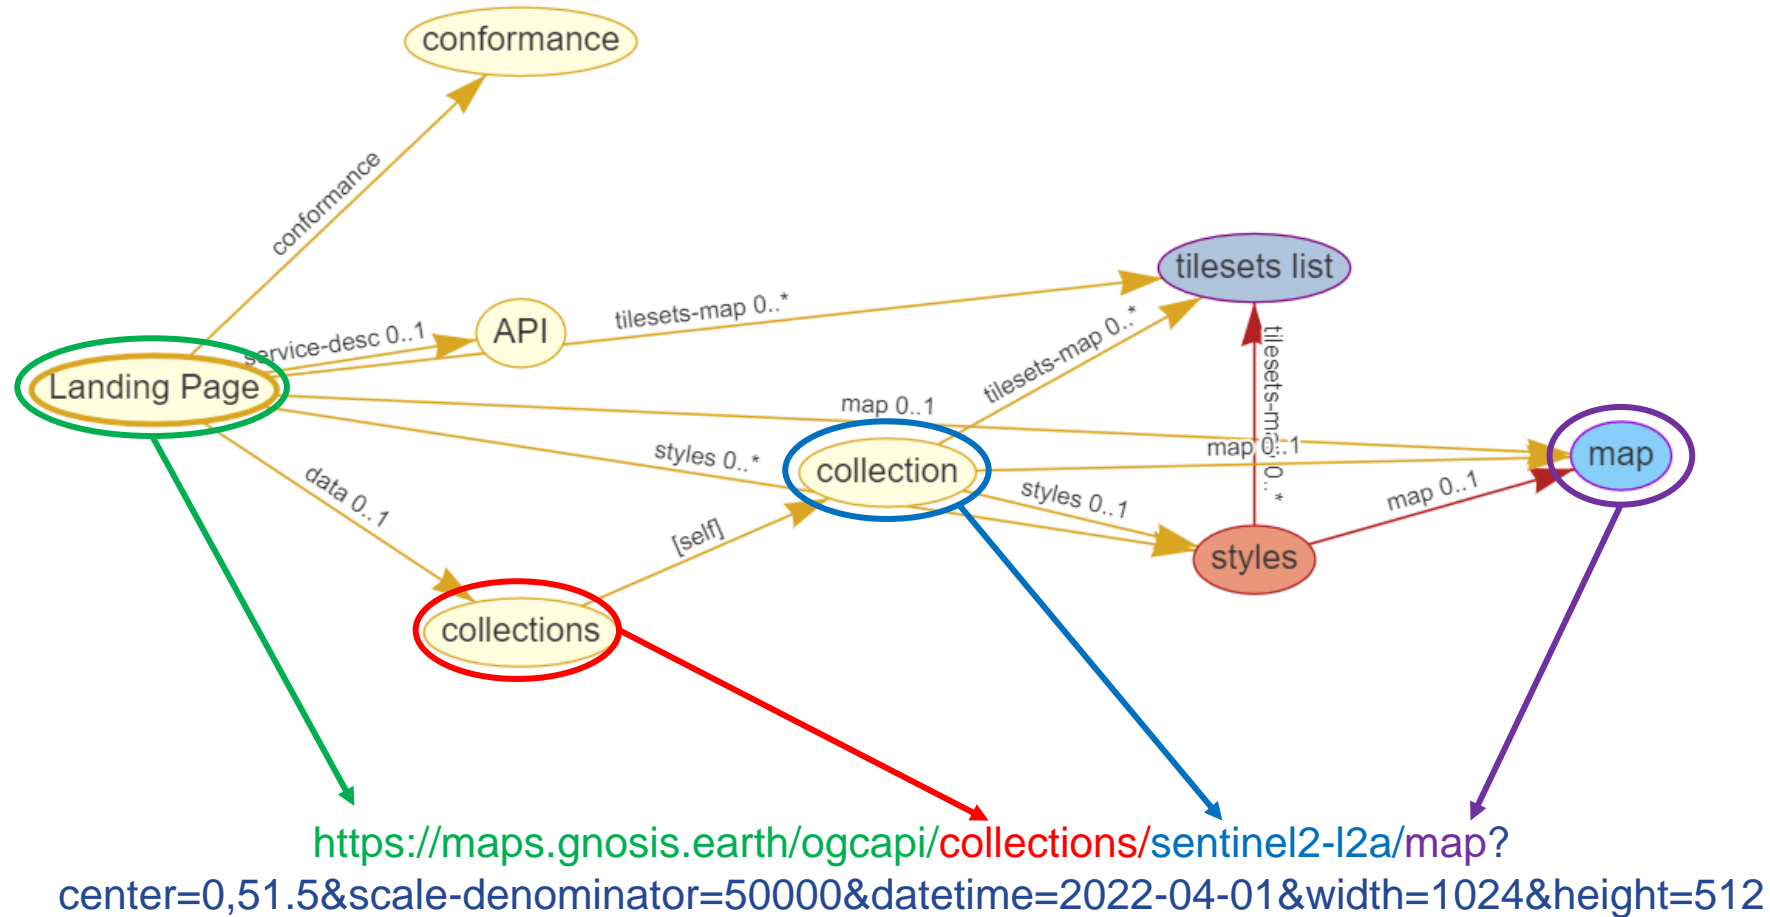 conformance
conformance
tilesets list
tilesets-map 0..*
service-desc 0..1
API
tilesets-map 0..*
tilesets-map 0..*
Landing Page
map 0..1
map 0..1
map
styles 0..*
collection
styles 0..1
map 0..1
data 0..1
[self]
styles
collections
https://maps.gnosis.earth/ogcapi/collections/sentinel2-l2a/map?
center=0,51.5&scale-denominator=50000&datetime=2022-04-01&width=1024&height=512